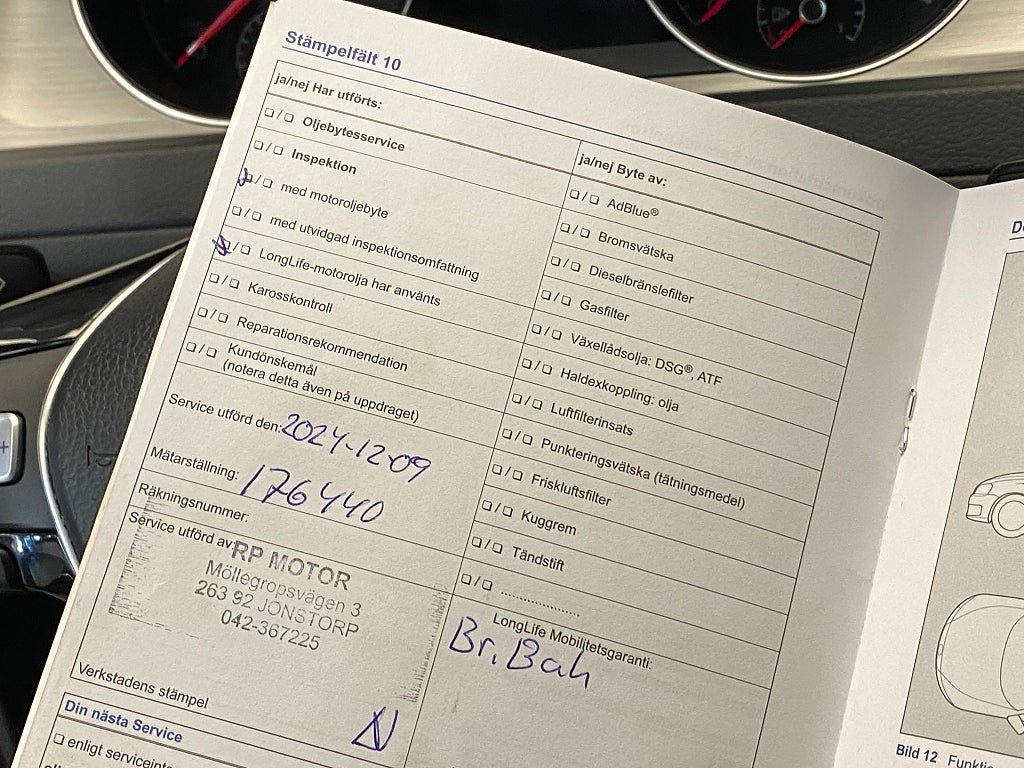 Stämpelfält 10
ja/nej Har utförts:
❏ / ❏ Oljebytesservice
❏ / ❏ Inspektion
❏ / ❏ med motoroljebyte
❏ / ❏ med utvidgad inspektionsomfattning
❏ / ❏ LongLife-motorolja har använts
❏ / ❏ Karosskontroll
❏ / ❏ Reparationsrekommendation
❏ / ❏ Kundönskemål
(notera detta även på uppdraget)
Service utförd den: 2024-12-09
Mätarställning: 176440
Räkningsnummer:
Service utförd av:
RP MOTOR
Möllegropsvägen 3
263 92 JONSTORP
042-367225
Verkstadens stämpel
Din nästa Service
❏ enligt serviceinte
ja/nej Byte av:
❏ / ❏ AdBlue®
❏ / ❏ Bromsvätska
❏ / ❏ Dieselbränslefilter
❏ / ❏ Gasfilter
❏ / ❏ Växellådsolja: DSG®, ATF
❏ / ❏ Haldexkoppling: olja
❏ / ❏ Luftfilterinsats
❏ / ❏ Punkteringsvätska (tätningsmedel)
❏ / ❏ Friskluftsfilter
❏ / ❏ Kuggrem
❏ / ❏ Tändstift
❏ / ❏ ......................
LongLife Mobilitetsgaranti:
Br. Bak
Bild 12 Funktio